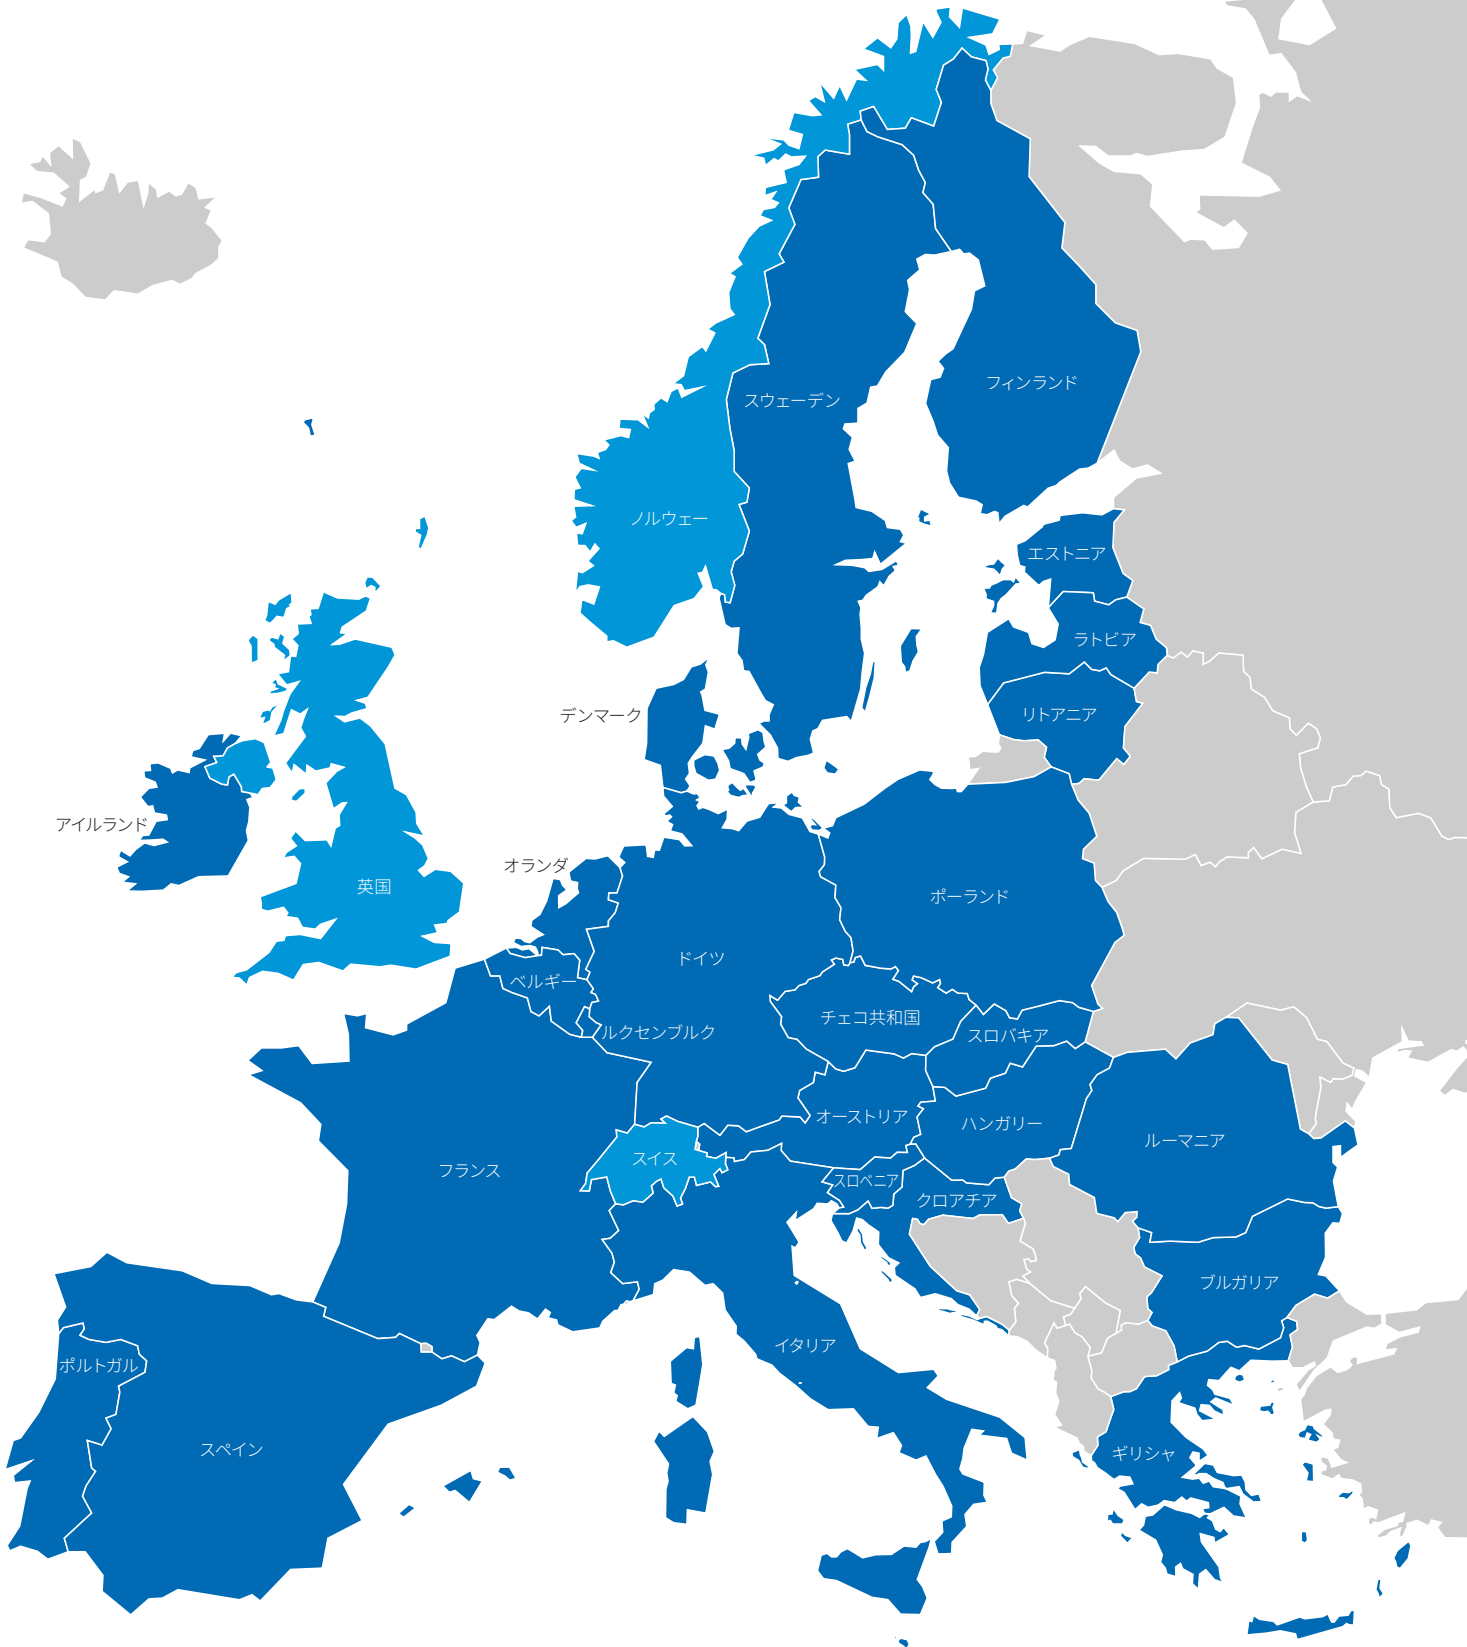 フィンランド
スウェーデン
ノルウェー
エストニア
ラトビア
リトアニア
デンマーク
アイルランド
オランダ
英国
ポーランド
ドイツ
ベルギー
チェコ共和国
ルクセンブルク
スロバキア
オーストリア
ハンガリー
ルーマニア
スイス
フランス
スロベニア
クロアチア
ブルガリア
イタリア
ポルトガル
スペイン
ギリシャ